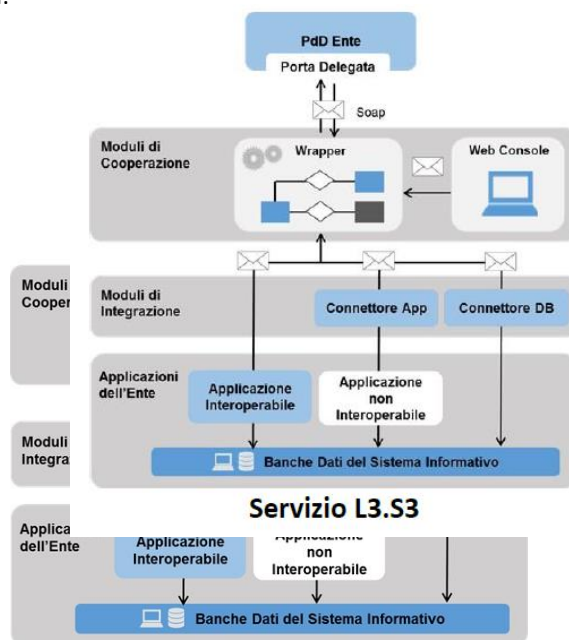 PdD Ente
Porta Delegata
Soap
Moduli di
Cooperazione
Wrapper
Web Console
Moduli di
Integrazione
Connettore App
Connettore DB
Applicazioni
dell'Ente
Applicazione
Interoperabile
Applicazione
non
Interoperabile
Banche Dati del Sistema Informativo
Servizio L3.S3
Moduli
Cooper
Moduli
Integra
Applica
dell'Ente
Applicazione
Interoperabile
Applicazione
non
Interoperabile
Banche Dati del Sistema Informativo